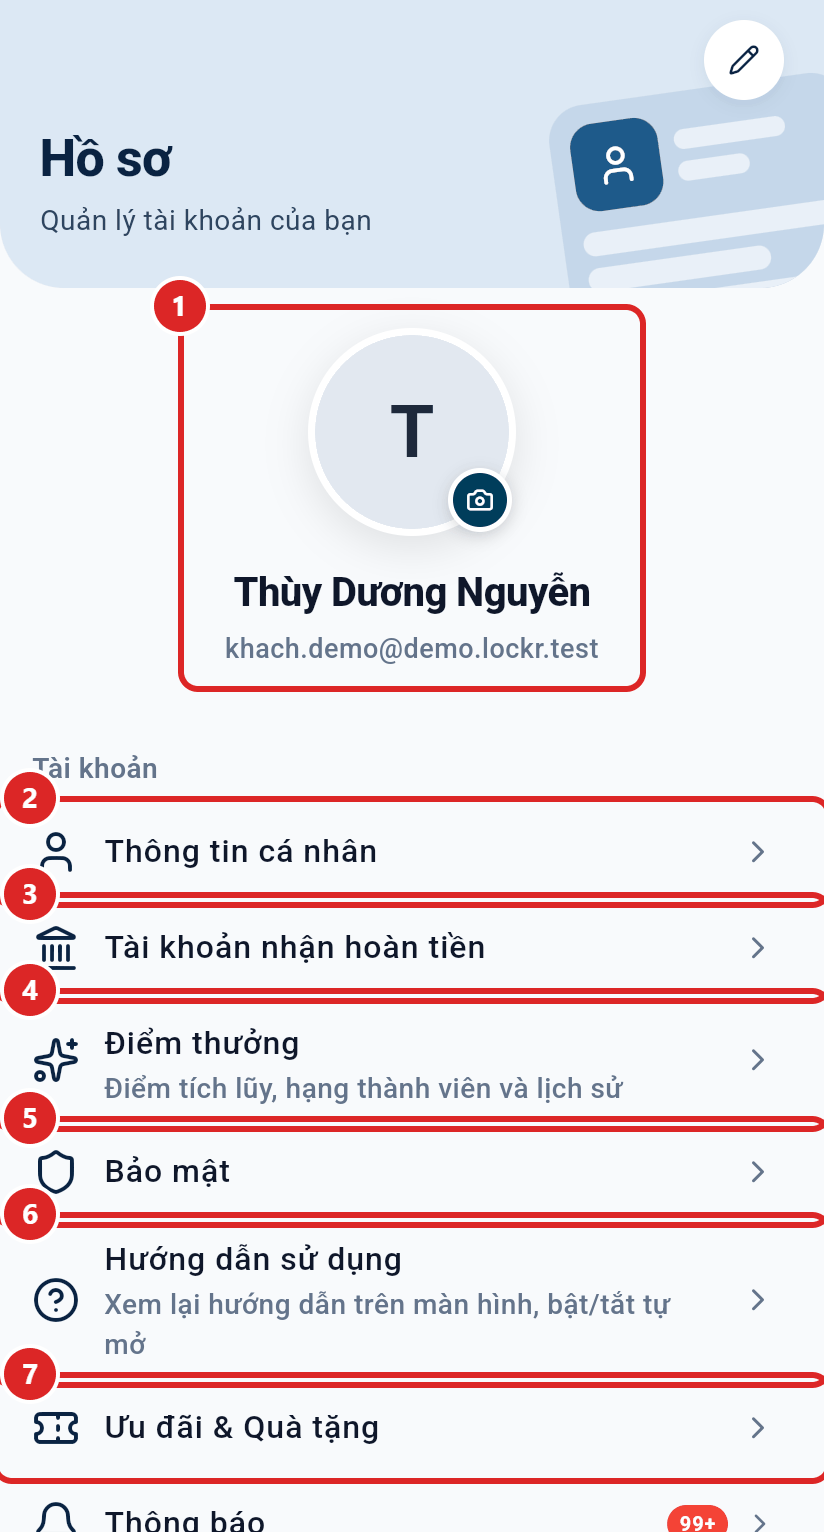 Hồ sơ
Quản lý tài khoản của bạn
1
T
Thùy Dương Nguyễn
khach.demo@demo.lockr.test
Tài khoản
2
Thông tin cá nhân
3
Tài khoản nhận hoàn tiền
4
Điểm thưởng
Điểm tích lũy, hạng thành viên và lịch sử
5
Bảo mật
6
Hướng dẫn sử dụng
Xem lại hướng dẫn trên màn hình, bật/tắt tự
mở
7
Ưu đãi & Quà tặng
Thông báo
99+